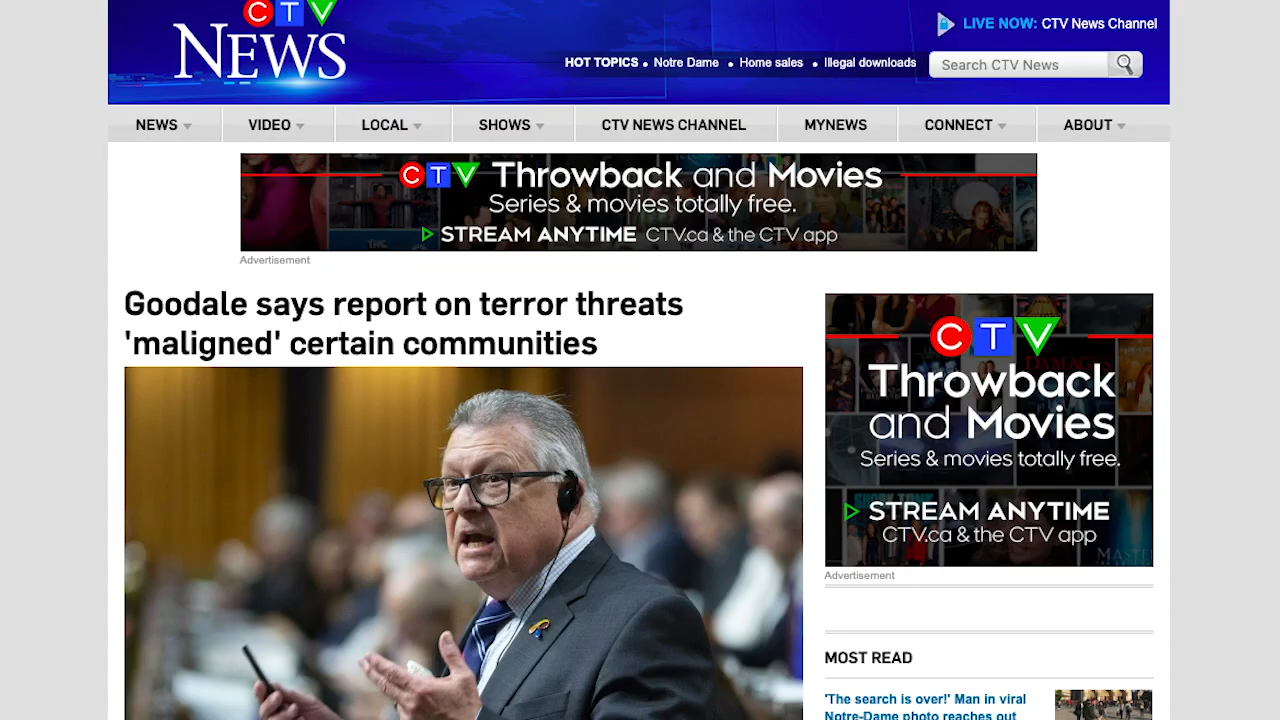 CTV
NEWS
LIVE NOW: CTV News Channel
HOT TOPICS • Notre Dame • Home sales • Illegal downloads
Search CTV News
NEWS VIDEO LOCAL SHOWS CTV NEWS CHANNEL MYNEWS CONNECT ABOUT
CTV Throwback and Movies
Series & movies totally free.
STREAM ANYTIME CTV.ca & the CTV app
Advertisement
Goodale says report on terror threats
'maligned' certain communities
CTV
Throwback
and Movies
Series & movies totally free.
STREAM ANYTIME
CTV.ca & the CTV app
Advertisement
MOST READ
'The search is over!' Man in viral
Notre-Dame photo reaches out